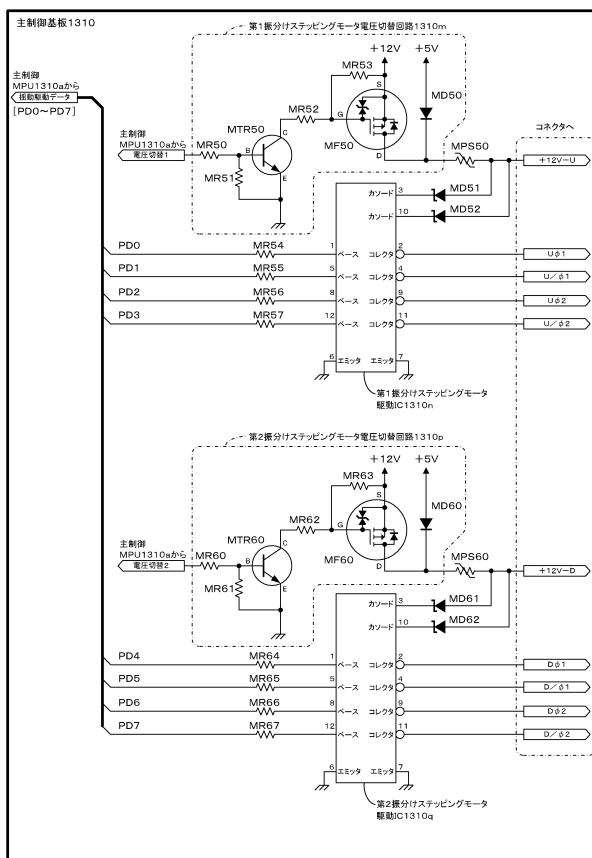 主制御基板1310
第1振分けステッピングモータ電圧切替回路1310m
+12V
+5V
MR53
S
主制御
MPU1310aから
振動駆動データ
[PD0~PD7]
MR52
G
MD50
MTR50
C
主制御
MPU1310aから
電圧切替1
MR50
B
MF50
D
MPS50
コネクタへ
+12V-U
MR51
E
カソード
3
MD51
カソード
10
MD52
PD0
MR54
1
ベース
コレクタ
2
Uφ1
PD1
MR55
5
ベース
コレクタ
4
U/φ1
PD2
MR56
8
ベース
コレクタ
9
Uφ2
PD3
MR57
12
ベース
コレクタ
11
U/φ2
6
エミッタ
エミッタ
7
第1振分けステッピングモータ
駆動IC1310n
第2振分けステッピングモータ電圧切替回路1310p
+12V
+5V
MR63
S
MR62
G
MD60
MTR60
C
主制御
MPU1310aから
電圧切替2
MR60
B
MF60
D
MPS60
+12V-D
MR61
E
カソード
3
MD61
カソード
10
MD62
PD4
MR64
1
ベース
コレクタ
2
Dφ1
PD5
MR65
5
ベース
コレクタ
4
D/φ1
PD6
MR66
8
ベース
コレクタ
9
Dφ2
PD7
MR67
12
ベース
コレクタ
11
D/φ2
6
エミッタ
エミッタ
7
第2振分けステッピングモータ
駆動IC1310q